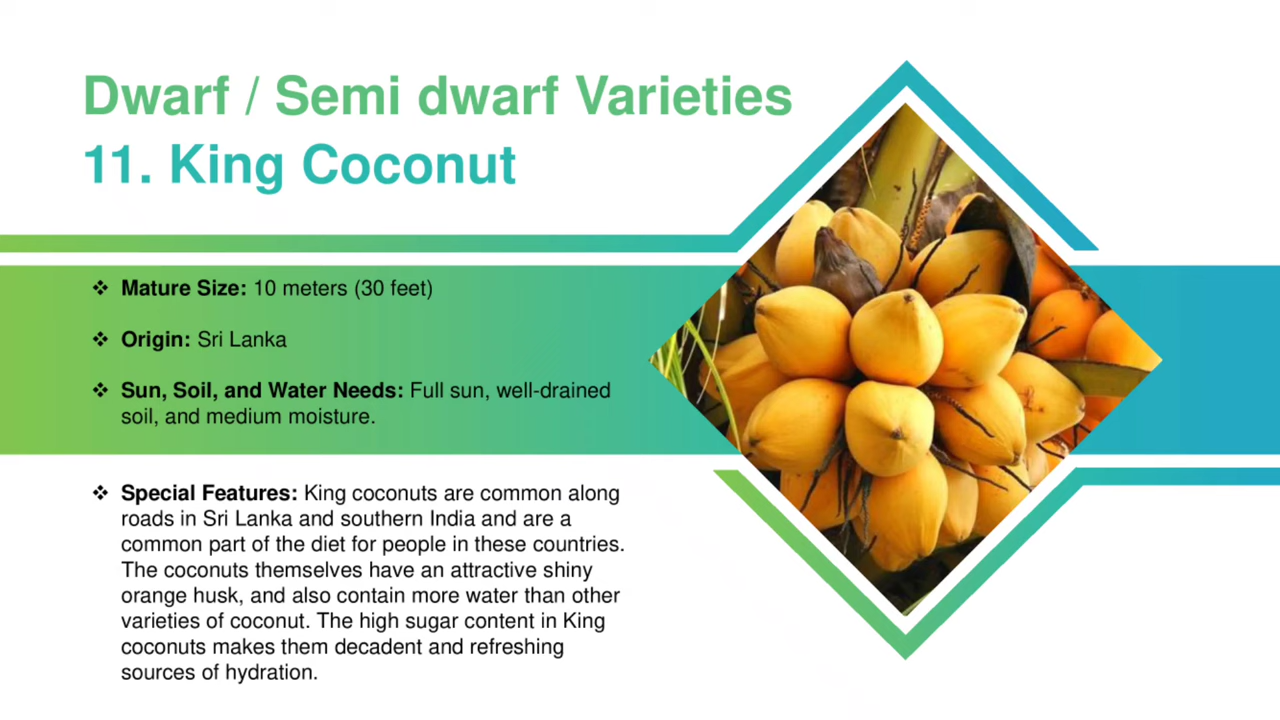 Dwarf / Semi dwarf Varieties
11. King Coconut
❖ Mature Size: 10 meters (30 feet)
❖ Origin: Sri Lanka
❖ Sun, Soil, and Water Needs: Full sun, well-drained
soil, and medium moisture.
❖ Special Features: King coconuts are common along
roads in Sri Lanka and southern India and are a
common part of the diet for people in these countries.
The coconuts themselves have an attractive shiny
orange husk, and also contain more water than other
varieties of coconut. The high sugar content in King
coconuts makes them decadent and refreshing
sources of hydration.